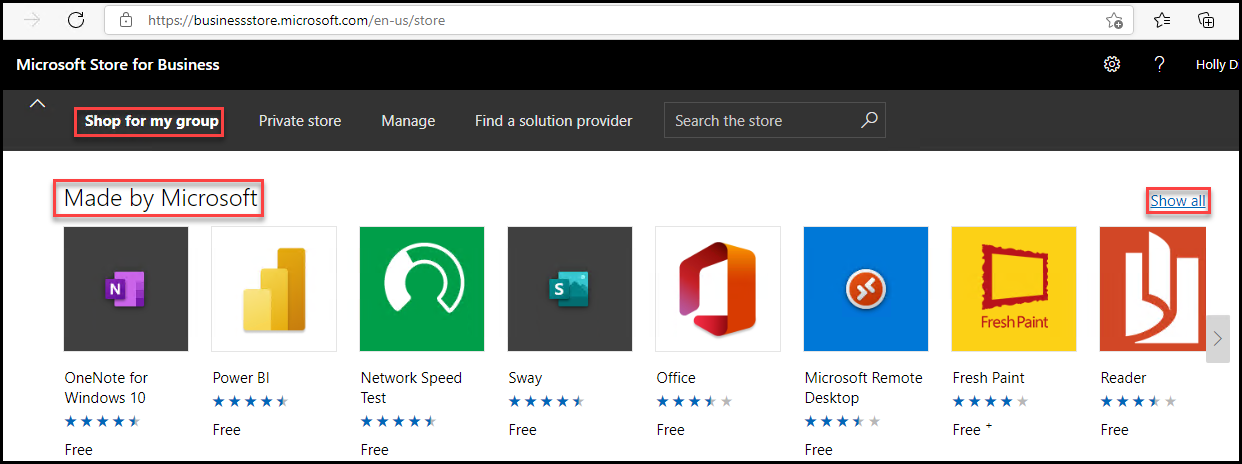 https://businessstore.microsoft.com/en-us/store
Microsoft Store for Business
?
Holly D
Shop for my group
Private store
Manage
Find a solution provider
Search the store
Made by Microsoft
Show all
N
S
Fresh Paint
OneNote for
Windows 10
Free
Power BI
Free
Network Speed
Test
Free
Sway
Free
Office
Free
Microsoft Remote
Desktop
Free
Fresh Paint
Free +
Reader
Free